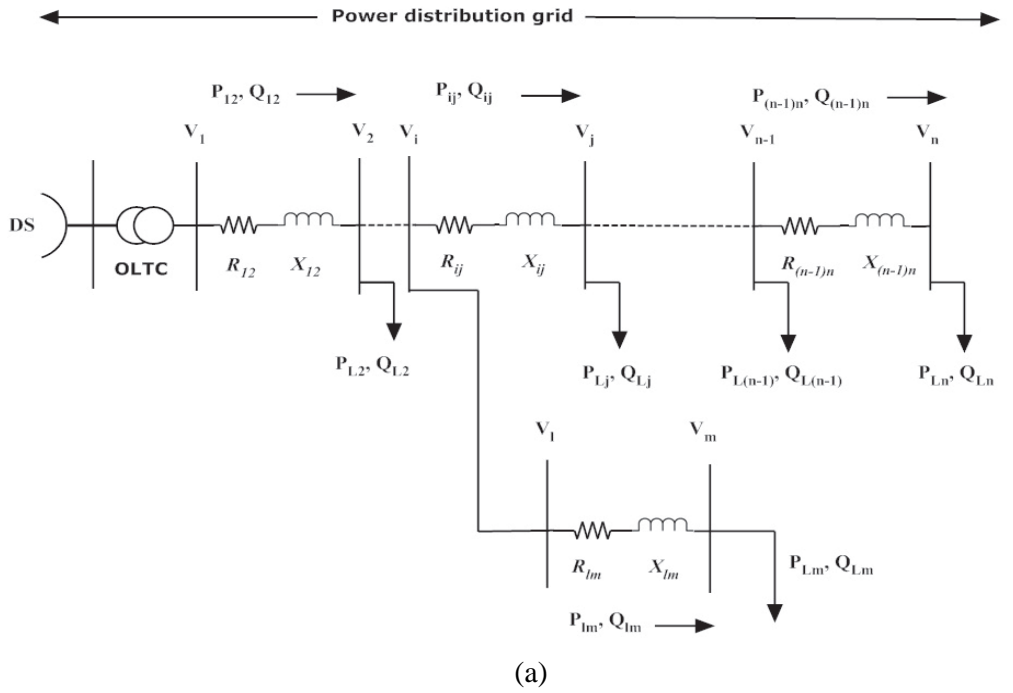 Power distribution grid
P12, Q12
Pij, Qij
P(n-1)n, Q(n-1)n
V1
V2
Vi
Vj
Vn-1
Vn
DS
OLTC
R12
X12
Rij
Xij
R(n-1)n
X(n-1)n
PL2, QL2
PLj, QLj
PL(n-1), QL(n-1)
PLn, QLn
Vl
Vm
Rlm
Xlm
PLm, QLm
Plm, Qlm
(a)